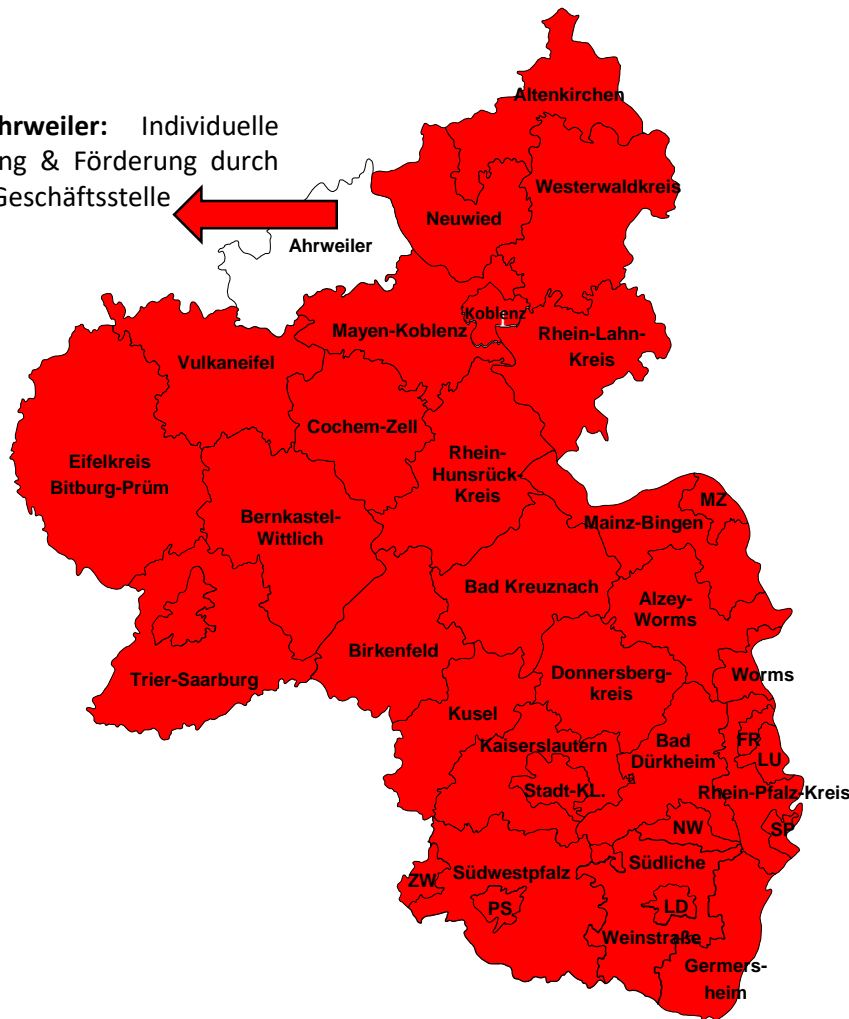 Altenkirchen
hrweiler: Individuelle
ng & Förderung durch
Geschäftsstelle
Westerwaldkreis
Neuwied
Ahrweiler
Koblenz
Mayen-Koblenz
Rhein-Lahn-
Kreis
Vulkaneifel
Cochem-Zell
Rhein-
Hunsrück-
Kreis
Eifelkreis
Bitburg-Prüm
Bernkastel-
Wittlich
MZ
Mainz-Bingen
Bad Kreuznach
Alzey-
Worms
Birkenfeld
Trier-Saarburg
Donnersberg-
kreis
Worms
Kusel
Kaiserslautern
Bad
Dürkheim
FR
LU
Stadt-KL.
Rhein-Pfalz-Kreis
NW
SP
Südwestpfalz
Südliche
ZW
PS
LD
Weinstraße
Germers-
heim